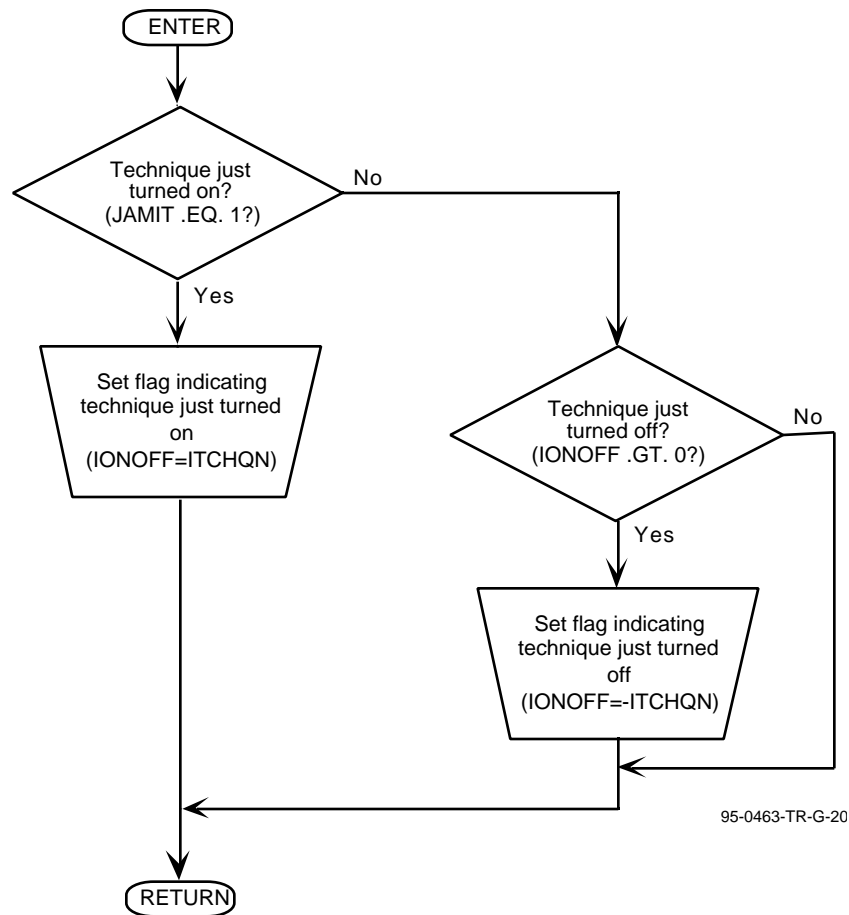 ENTER
Technique just
turned on?
(JAMIT .EQ. 1?)
No
Yes
Set flag indicating
technique just turned
on
(IONOFF=ITCHQN)
Technique just
turned off?
(IONOFF .GT. 0?)
No
Yes
Set flag indicating
technique just turned
off
(IONOFF=-ITCHQN)
95-0463-TR-G-20
RETURN